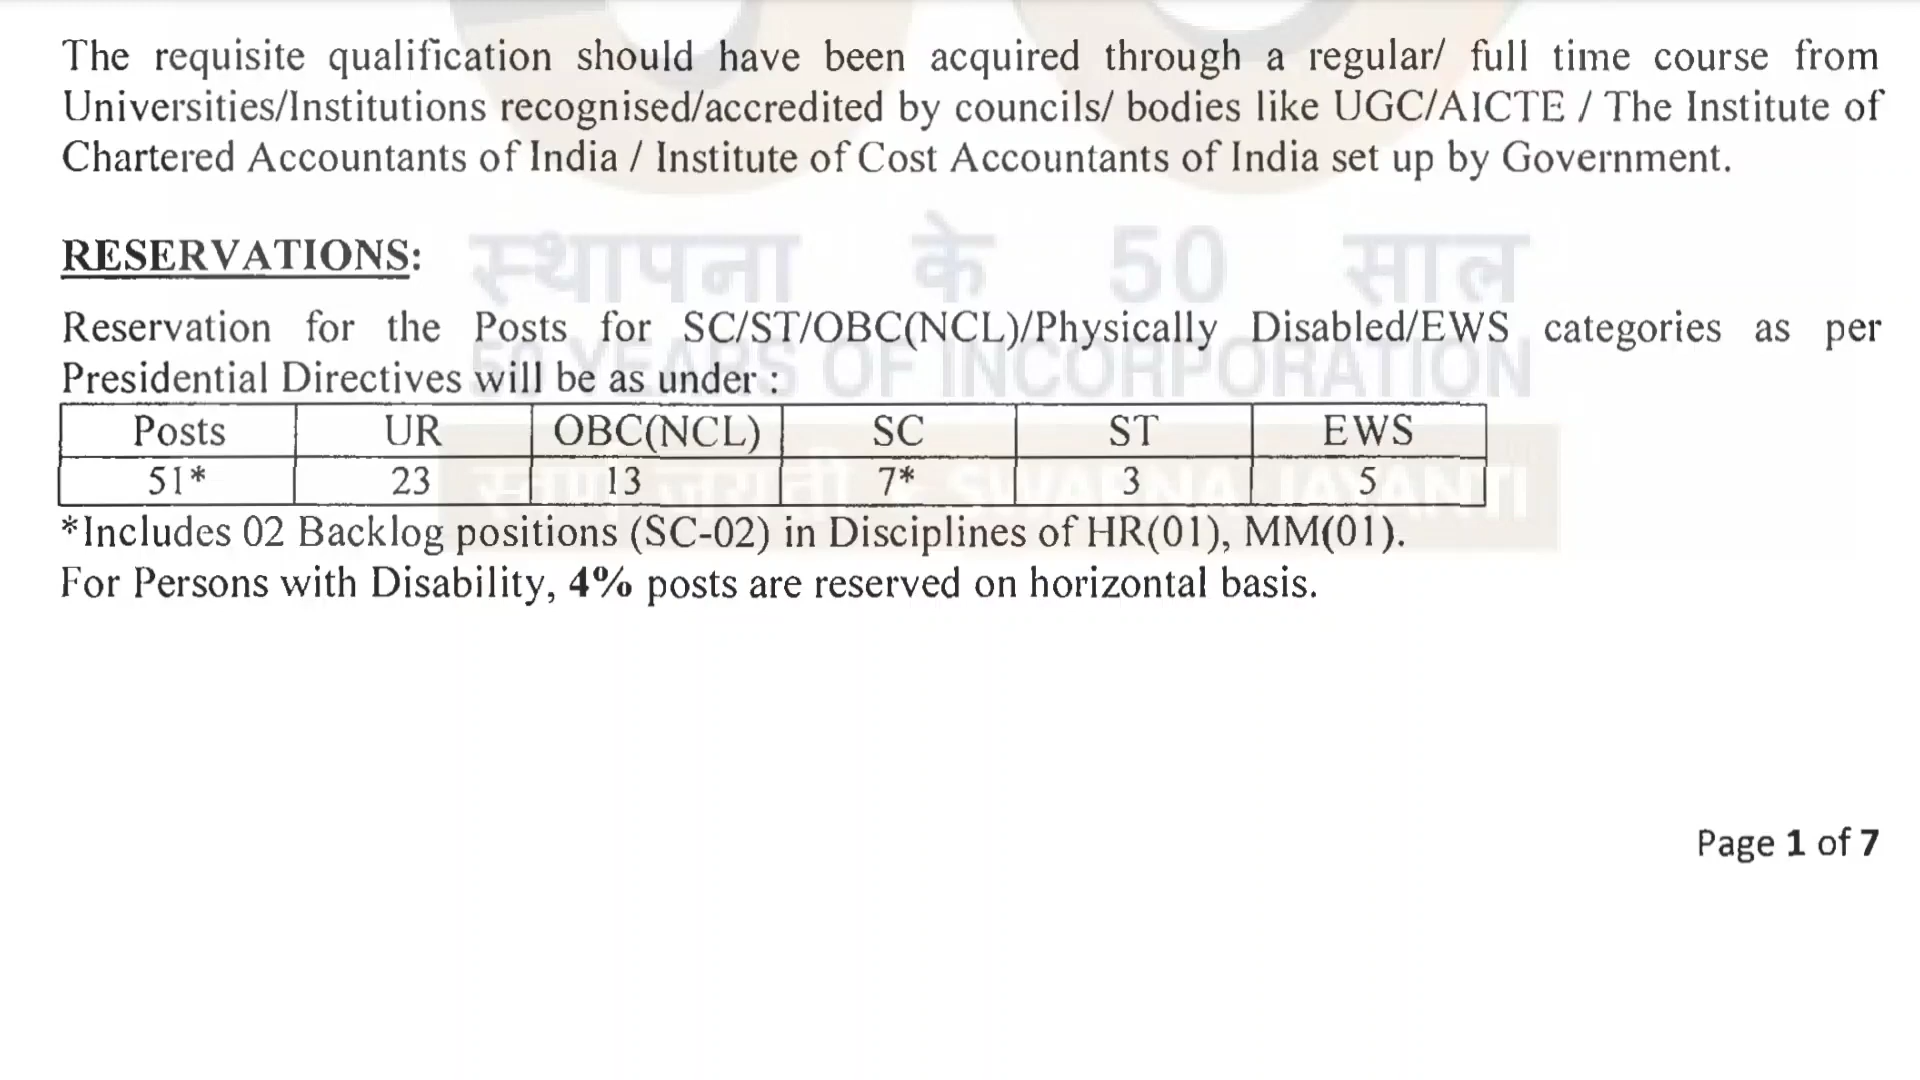 The requisite qualification should have been acquired through a regular/ full time course from
Universities/Institutions recognised/accredited by councils/ bodies like UGC/AICTE / The Institute of
Chartered Accountants of India / Institute of Cost Accountants of India set up by Government.
स्थापना के 50 साल
RESERVATIONS:
Reservation for the Posts for SC/ST/OBC(NCL)/Physically Disabled/EWS categories as per
50 YEARS OF INCORPORATION
Presidential Directives will be as under :
Posts UR OBC(NCL) SC ST EWS
51* 23 13 7* 3 5
SWARNA JAYANTI
*Includes 02 Backlog positions (SC-02) in Disciplines of HR(01), MM(01).
For Persons with Disability, 4% posts are reserved on horizontal basis.
Page 1 of 7